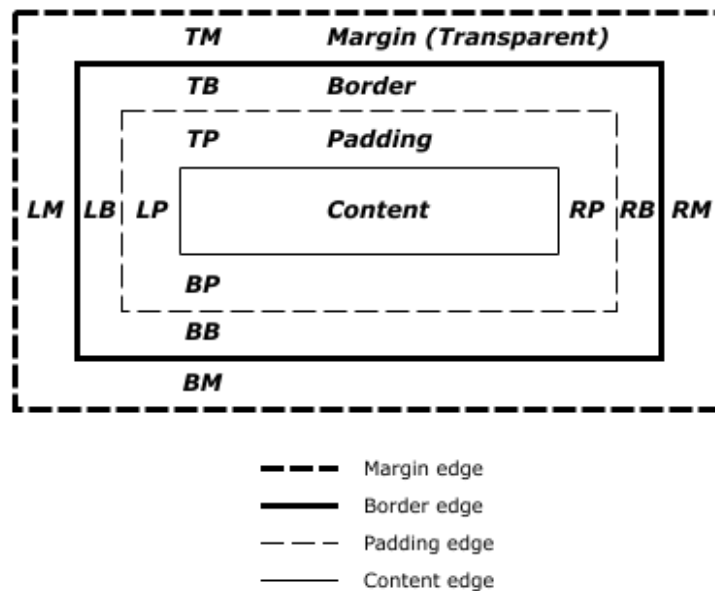 TM Margin (Transparent)
TB Border
TP Padding
LM LB LP Content RP RB RM
BP
BB
BM
Margin edge
Border edge
Padding edge
Content edge